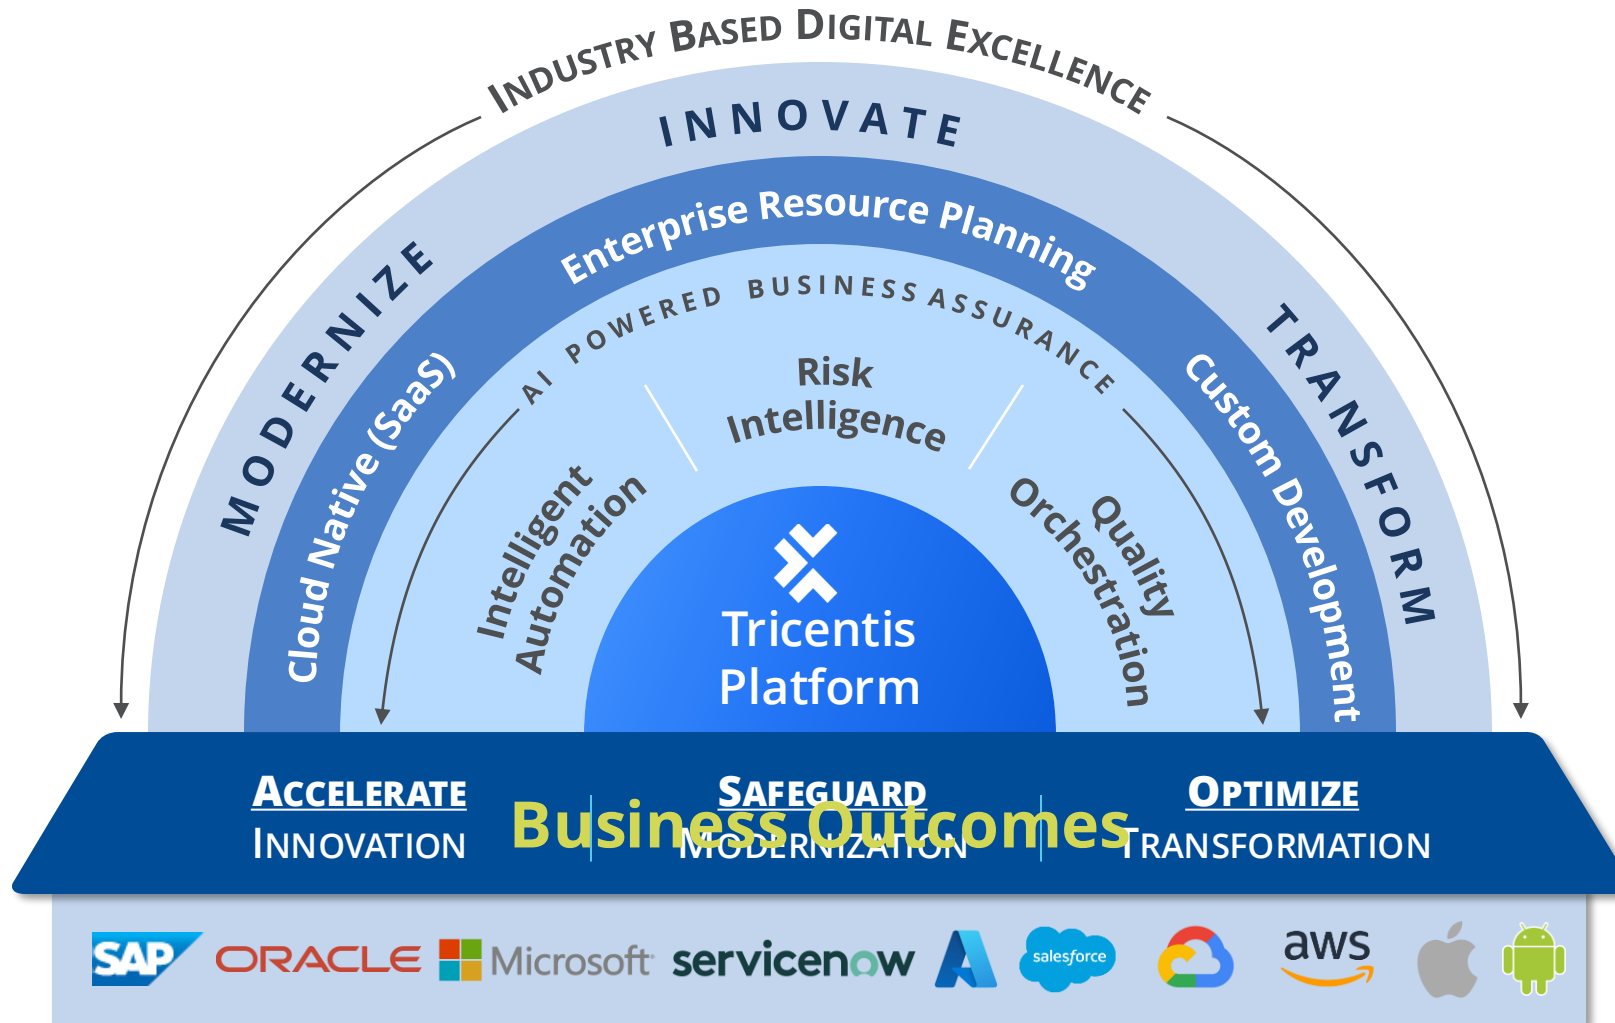 INDUSTRY BASED DIGITAL EXCELLENCE
INNOVATE
MODERNIZE
TRANSFORM
Enterprise Resource Planning
Cloud Native (SaaS)
Custom Development
AI POWERED BUSINESS ASSURANCE
Risk
Intelligence
Intelligent
Automation
Quality
Orchestration
Tricentis
Platform
ACCELERATE
INNOVATION
SAFEGUARD
MODERNIZATION
OPTIMIZE
TRANSFORMATION
Business Outcomes
SAP ORACLE Microsoft servicenow salesforce aws